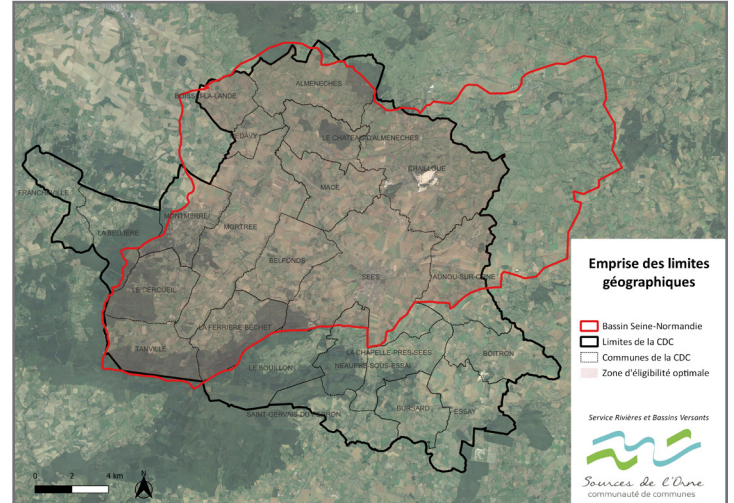 ALMENECHES
BOISSEI-LA-LANDE
LE CHATEAU-D'ALMENECHES
CHAILLOUE
MACE
FRANCHEVILLE
MONTMERREI
LA BELLIERE
MORTREE
BELFONDS
SEES
AUNOU-SUR-ORNE
LE CERCUEIL
LA FERRIERE-BECHET
TANVILLE
LA CHAPELLE-PRES-SEES
BOITRON
LE BOUILLON
NEAUPHE-SOUS-ESSAI
BURSARD
ESSAY
SAINT-GERVAIS-DU-PERRON
0 2 4 km
N
Emprise des limites
géographiques
Bassin Seine-Normandie
Limites de la CDC
Communes de la CDC
Zone d'éligibilité optimale
Service Rivières et Bassins Versants
Sources de l'Orne
communauté de communes